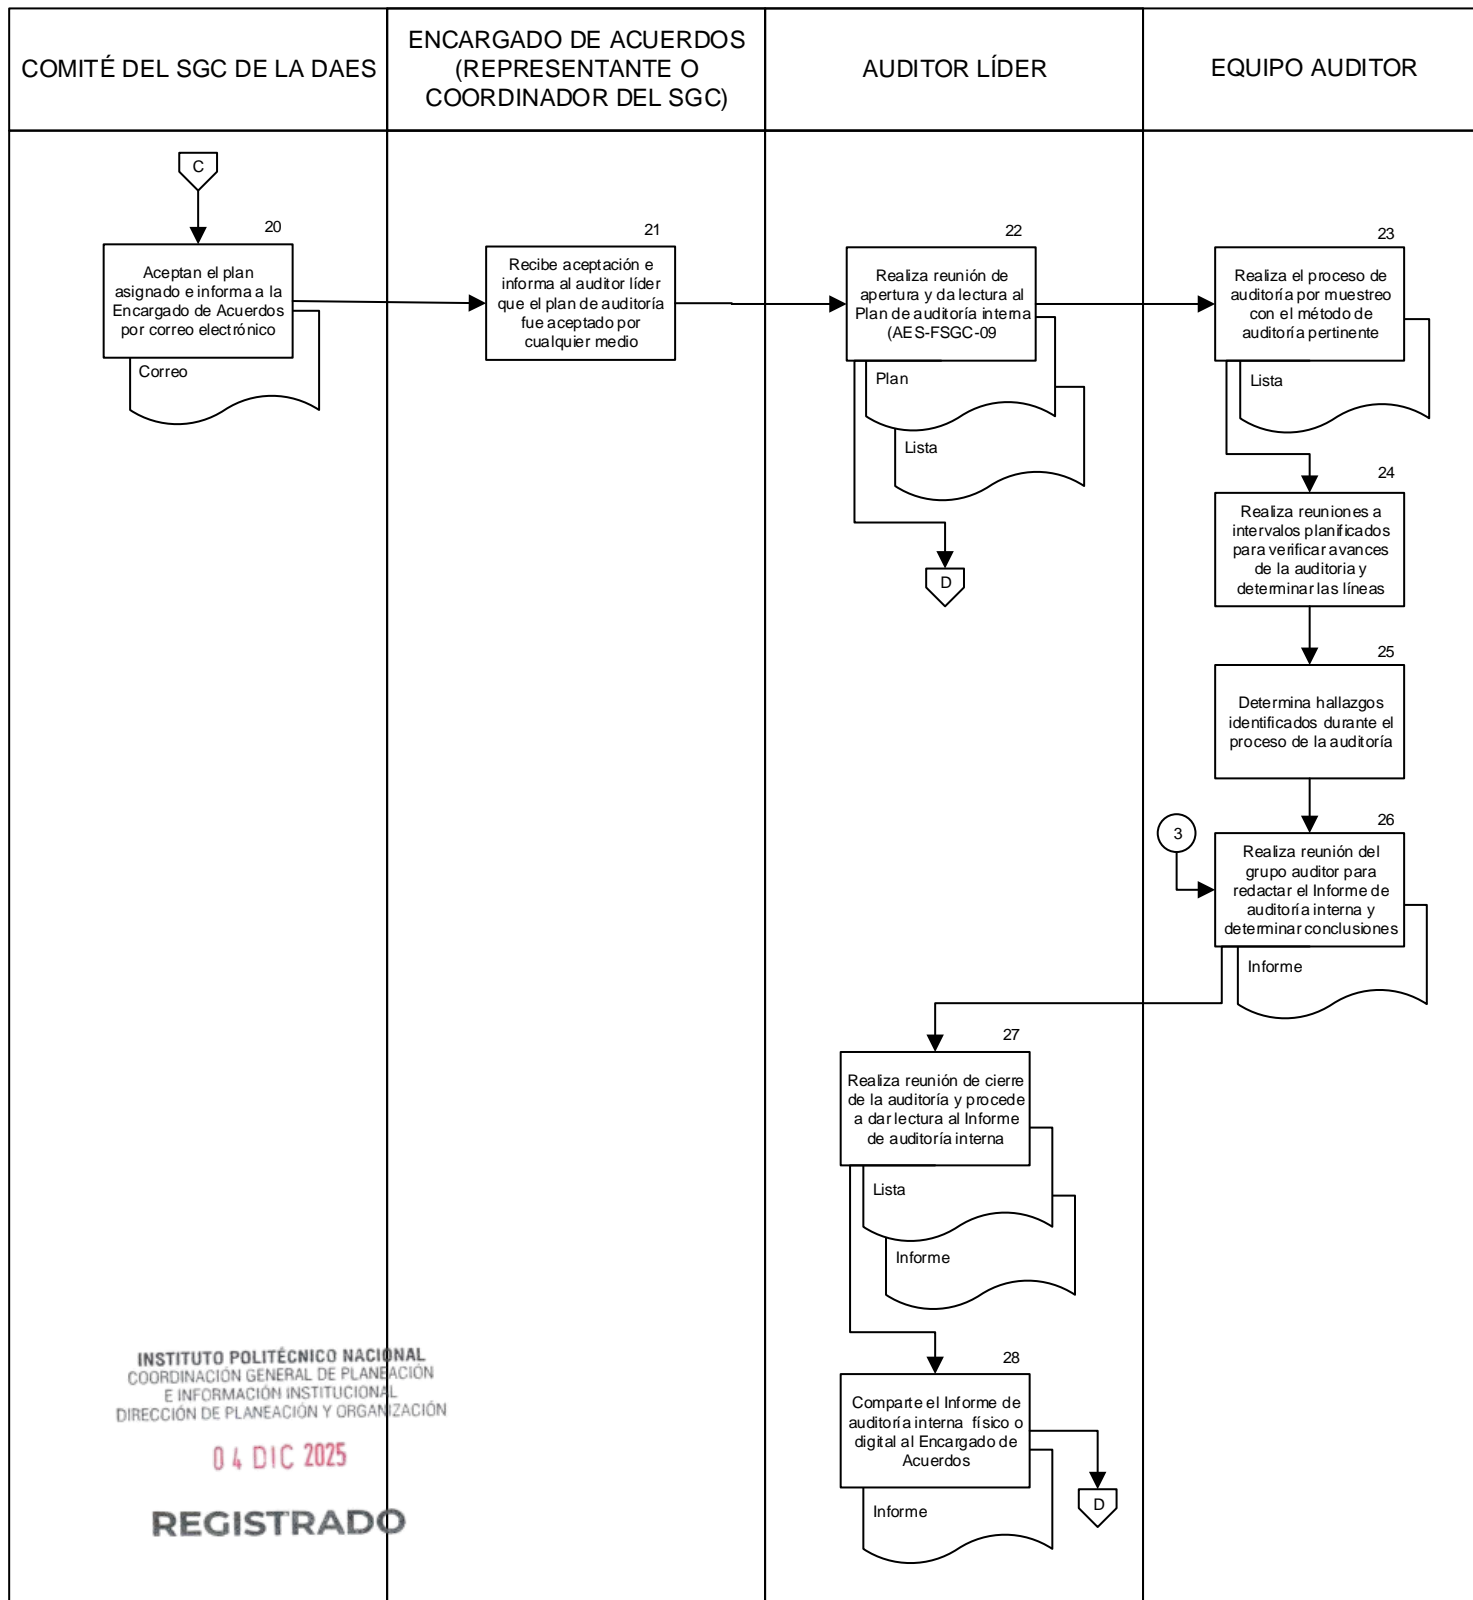 COMITÉ DEL SGC DE LA DAES
ENCARGADO DE ACUERDOS
(REPRESENTANTE O
COORDINADOR DEL SGC)
AUDITOR LÍDER
EQUIPO AUDITOR
C
20
Aceptan el plan
asignado e informa a la
Encargado de Acuerdos
por correo electrónico
Correo
21
Recibe aceptación e
informa al auditor líder
que el plan de auditoría
fue aceptado por
cualquier medio
22
Realiza reunión de
apertura y da lectura al
Plan de auditoría interna
(AES-FSGC-09
Plan
Lista
D
23
Realiza el proceso de
auditoría por muestreo
con el método de
auditoría pertinente
Lista
24
Realiza reuniones a
intervalos planificados
para verificar avances
de la auditoria y
determinar las líneas
25
Determina hallazgos
identificados durante el
proceso de la auditoría
3
26
Realiza reunión del
grupo auditor para
redactar el Informe de
auditoría interna y
determinar conclusiones
Informe
27
Realiza reunión de cierre
de la auditoría y procede
a dar lectura al Informe
de auditoría interna
Lista
Informe
28
Comparte el Informe de
auditoría interna físico o
digital al Encargado de
Acuerdos
Informe
D
INSTITUTO POLITÉCNICO NACIONAL
COORDINACIÓN GENERAL DE PLANEACIÓN
E INFORMACIÓN INSTITUCIONAL
DIRECCIÓN DE PLANEACIÓN Y ORGANIZACIÓN
04 DIC 2025
REGISTRADO